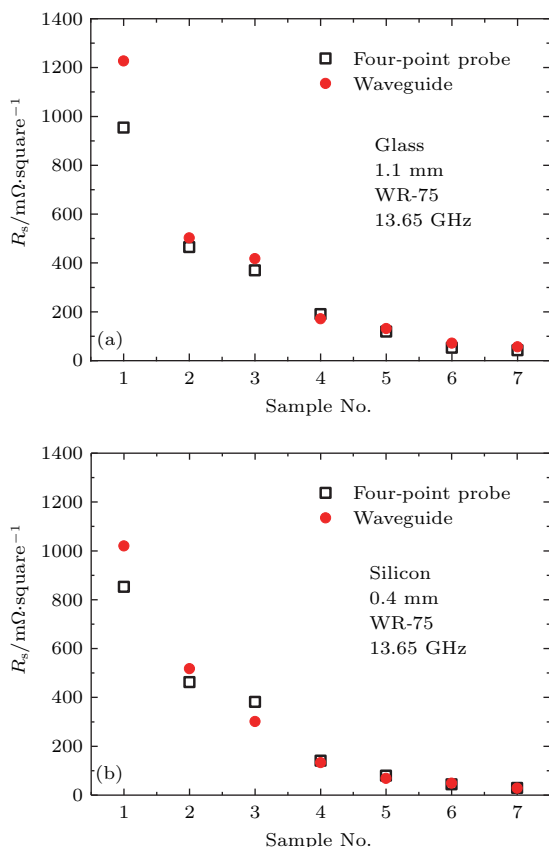 1400
1200
1000
800
600
400
200
0
Rs/mΩ·square−1
Four-point probe
Waveguide
Glass
1.1 mm
WR-75
13.65 GHz
(a)
1 2 3 4 5 6 7
Sample No.
1400
1200
1000
800
600
400
200
0
Rs/mΩ·square−1
Four-point probe
Waveguide
Silicon
0.4 mm
WR-75
13.65 GHz
(b)
1 2 3 4 5 6 7
Sample No.